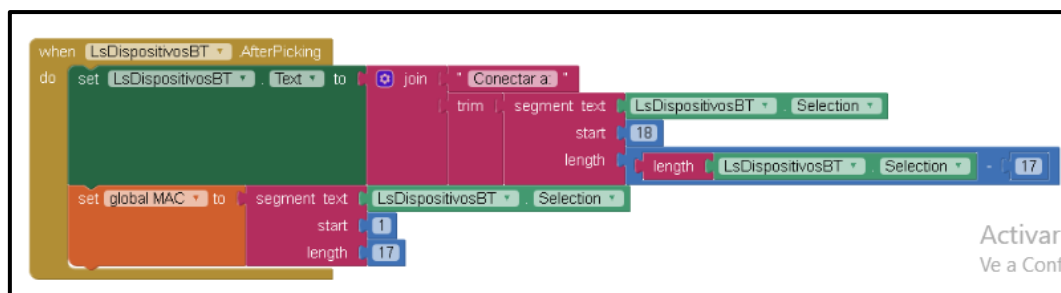 when LsDispositivosBT .AfterPicking
do set LsDispositivosBT . Text to join " Conectar a: "
trim segment text LsDispositivosBT . Selection
start 18
length length LsDispositivosBT . Selection - 17
set global MAC to segment text LsDispositivosBT . Selection
start 1
length 17
Activar
Ve a Conf